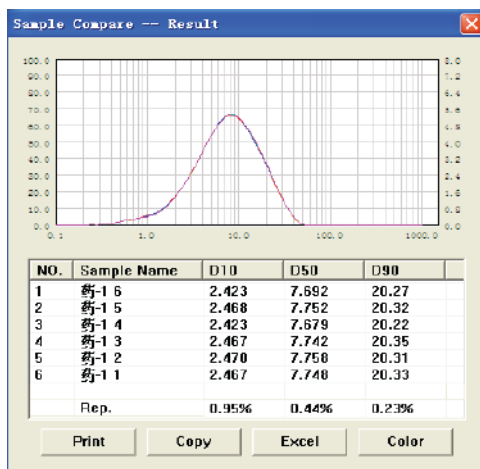 Sample Compare -- Result
100.0 8.0
90.0 7.2
80.0 6.4
70.0 5.6
60.0 4.8
50.0 4.0
40.0 3.2
30.0 2.4
20.0 1.6
10.0 0.8
0.0 0.0
0.1 1.0 10.0 100.0 1000.0
NO. Sample Name D10 D50 D90
1 药-1 6 2.423 7.692 20.27
2 药-1 5 2.468 7.752 20.32
3 药-1 4 2.423 7.679 20.22
4 药-1 3 2.467 7.742 20.35
5 药-1 2 2.470 7.758 20.31
6 药-1 1 2.467 7.748 20.33
Rep. 0.95% 0.44% 0.23%
Print Copy Excel Color